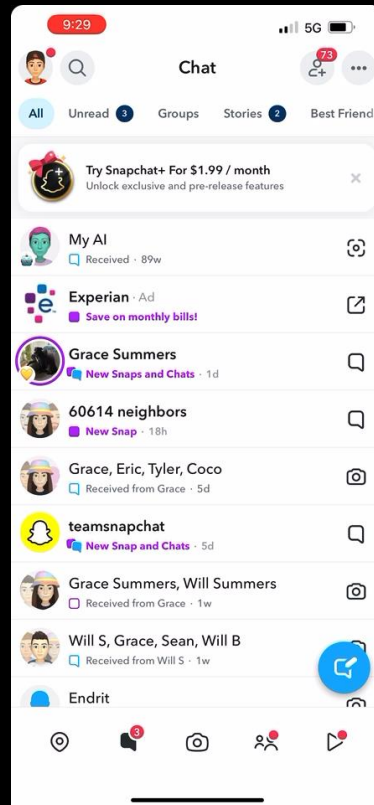 9:29
5G
Chat
73
All
Unread 3
Groups
Stories 2
Best Friend
Try Snapchat+ For $1.99 / month
Unlock exclusive and pre-release features
My AI
Received · 89w
e
Experian · Ad
Save on monthly bills!
Grace Summers
New Snaps and Chats · 1d
60614 neighbors
New Snap · 18h
Grace, Eric, Tyler, Coco
Received from Grace · 5d
teamsnapchat
New Snap and Chats · 5d
Grace Summers, Will Summers
Received from Grace · 1w
Will S, Grace, Sean, Will B
Received from Will S · 1w
Endrit
3